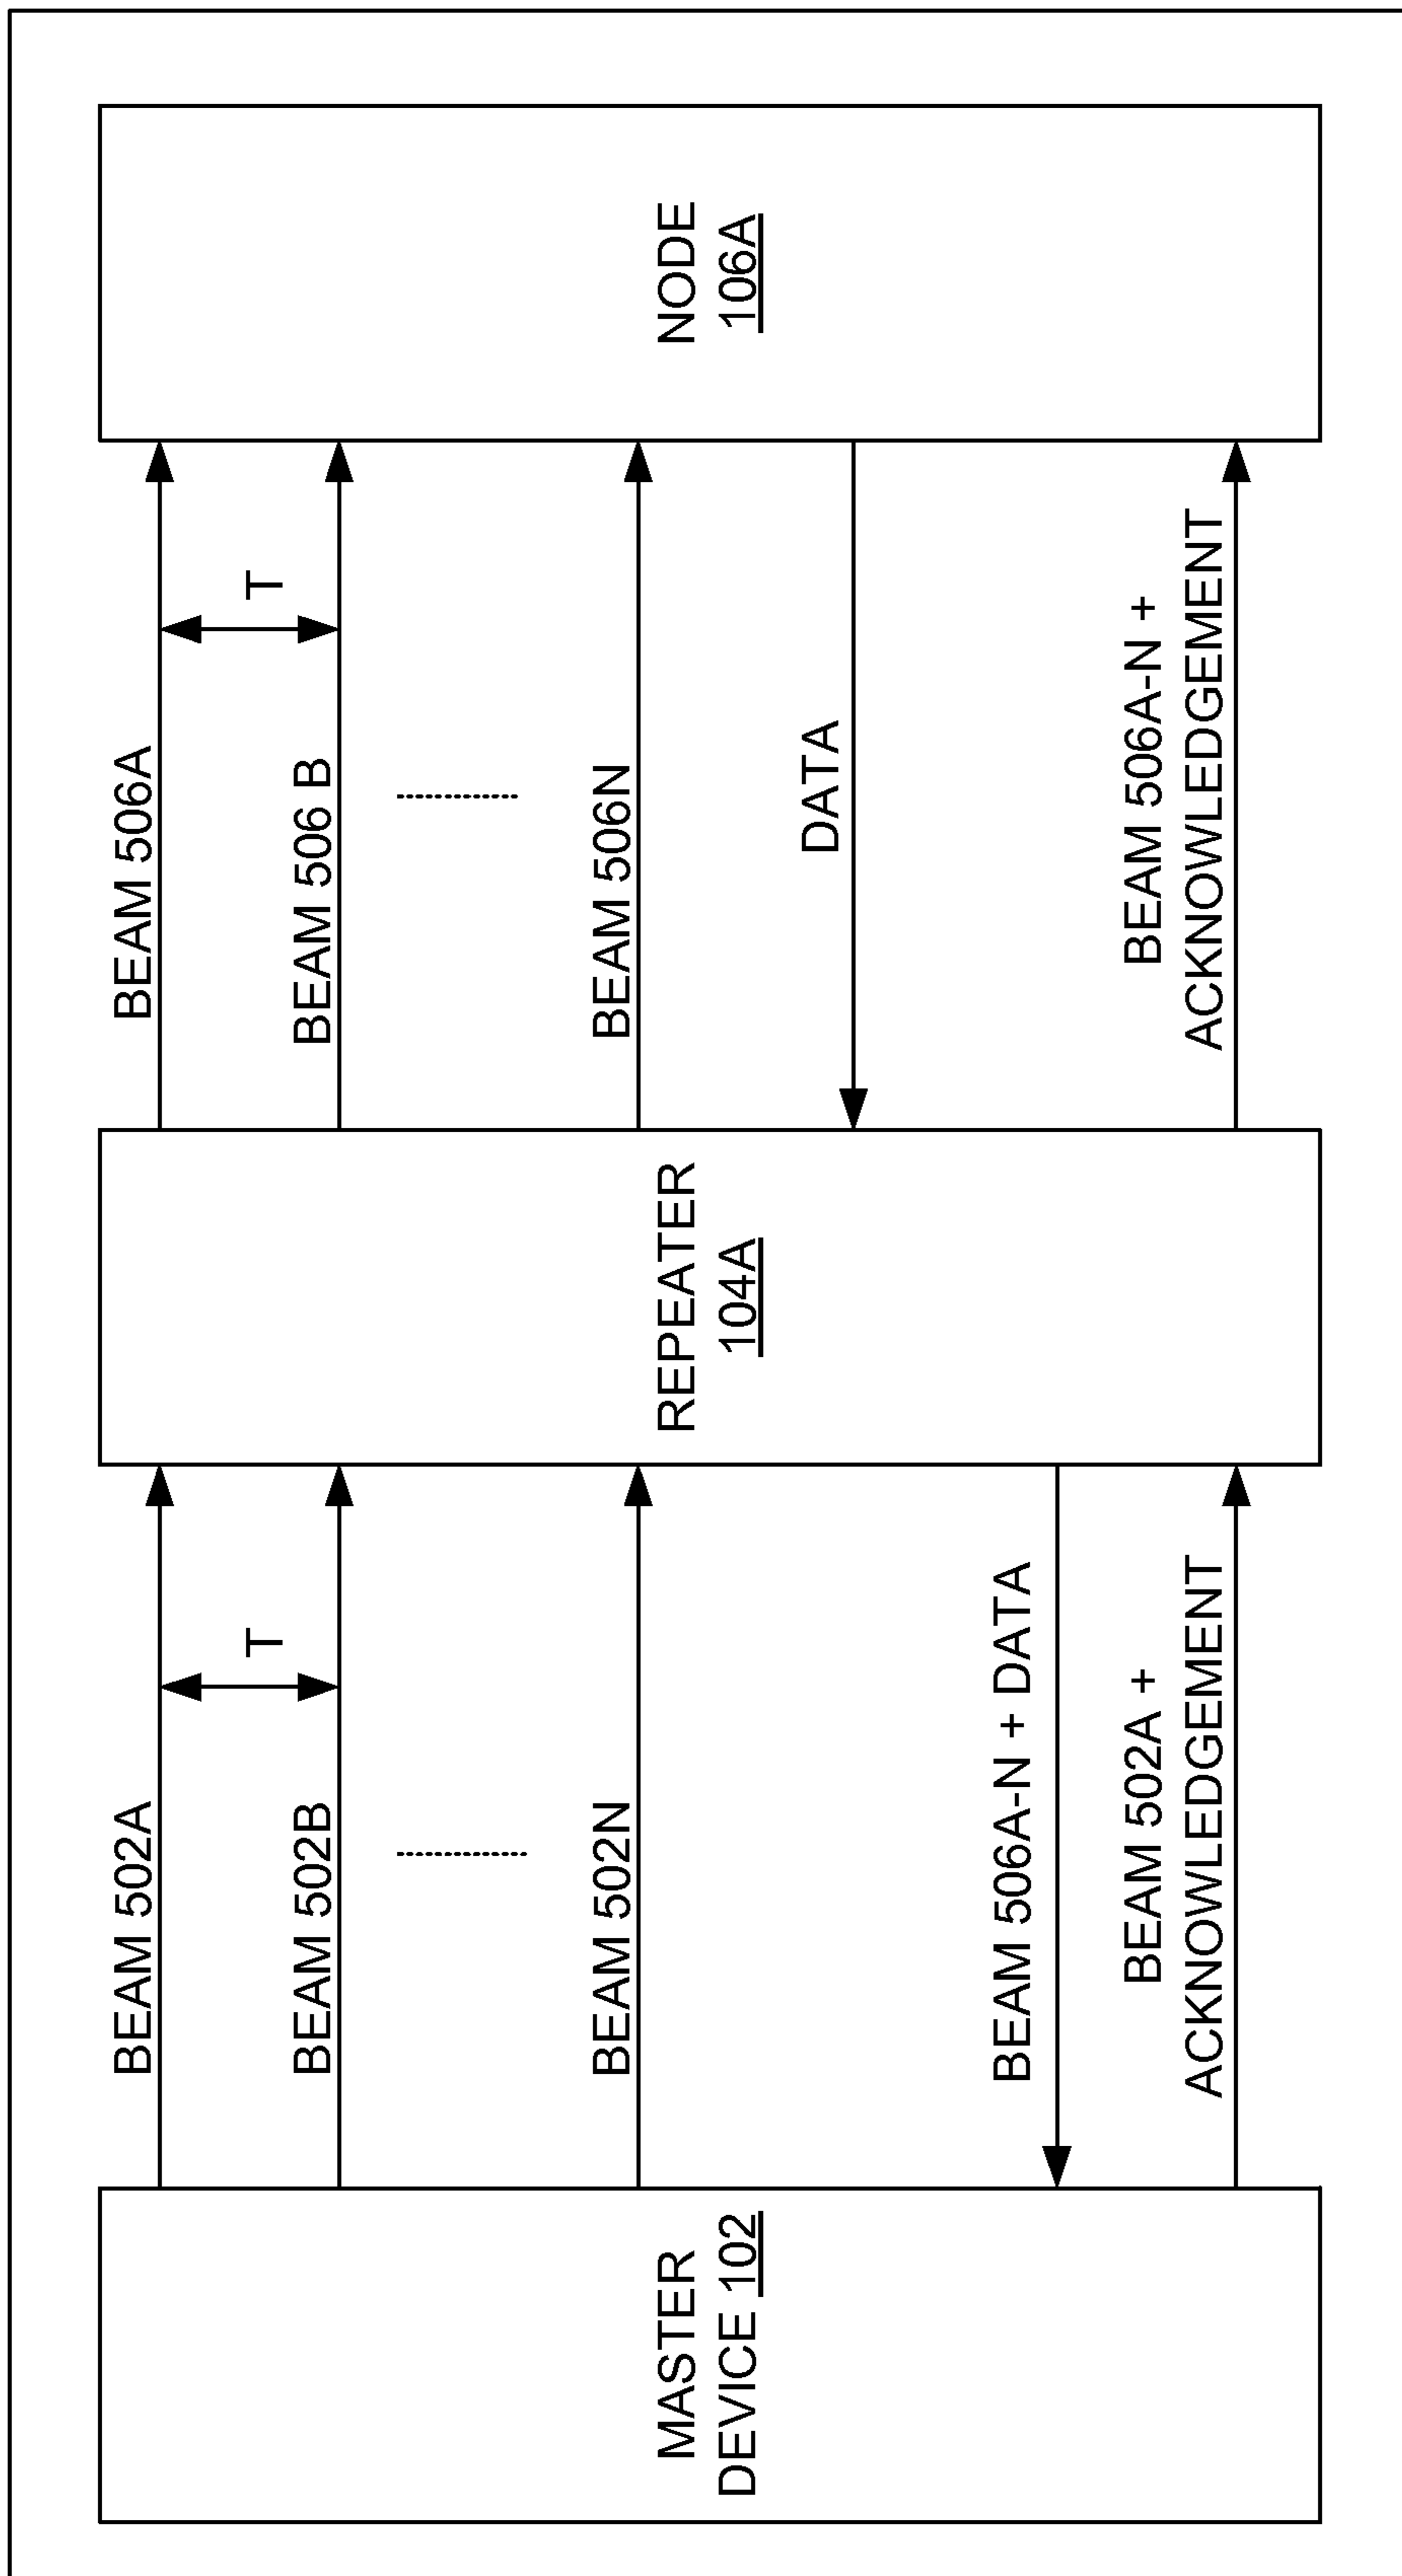 BEAM 502A
BEAM 506A
T
T
BEAM 502B
BEAM 506 B
BEAM 502N
BEAM 506N
MASTER
DEVICE 102
REPEATER
104A
NODE
106A
DATA
BEAM 506A-N + DATA
BEAM 502A +
ACKNOWLEDGEMENT
BEAM 506A-N +
ACKNOWLEDGEMENT